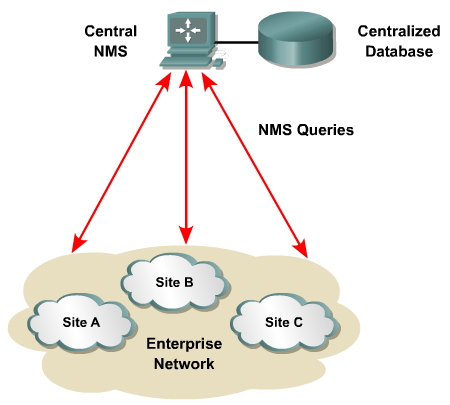 Central
NMS
Centralized
Database
NMS Queries
Site B
Site A
Site C
Enterprise
Network